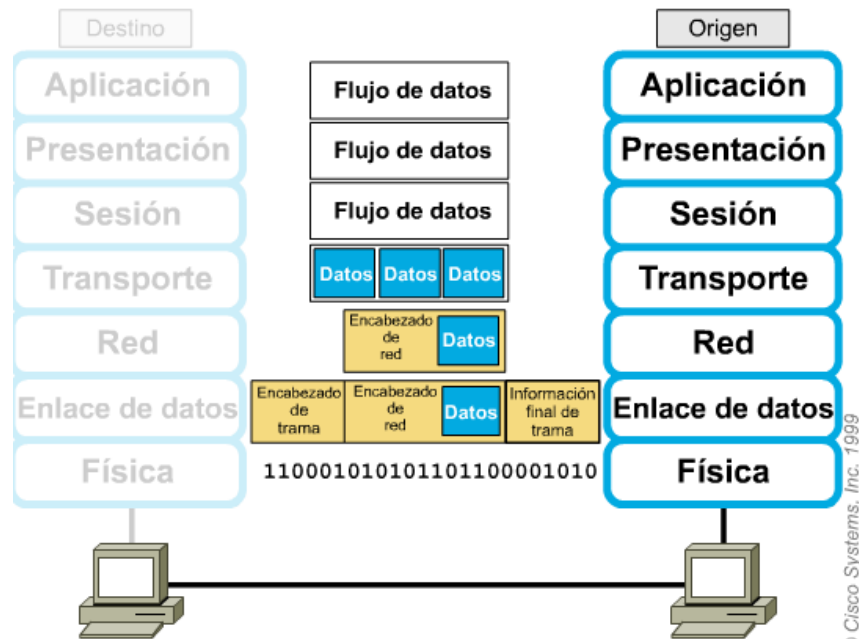 Destino
Origen
Aplicación
Flujo de datos
Aplicación
Presentación
Flujo de datos
Presentación
Sesión
Flujo de datos
Sesión
Transporte
Datos Datos Datos
Transporte
Red
Encabezado
de
red
Datos
Red
Enlace de datos
Encabezado
de
trama
Encabezado
de
red
Datos
Información
final de
trama
Enlace de datos
Física
110001010101101100001010
Física
Cisco Systems, Inc. 1999